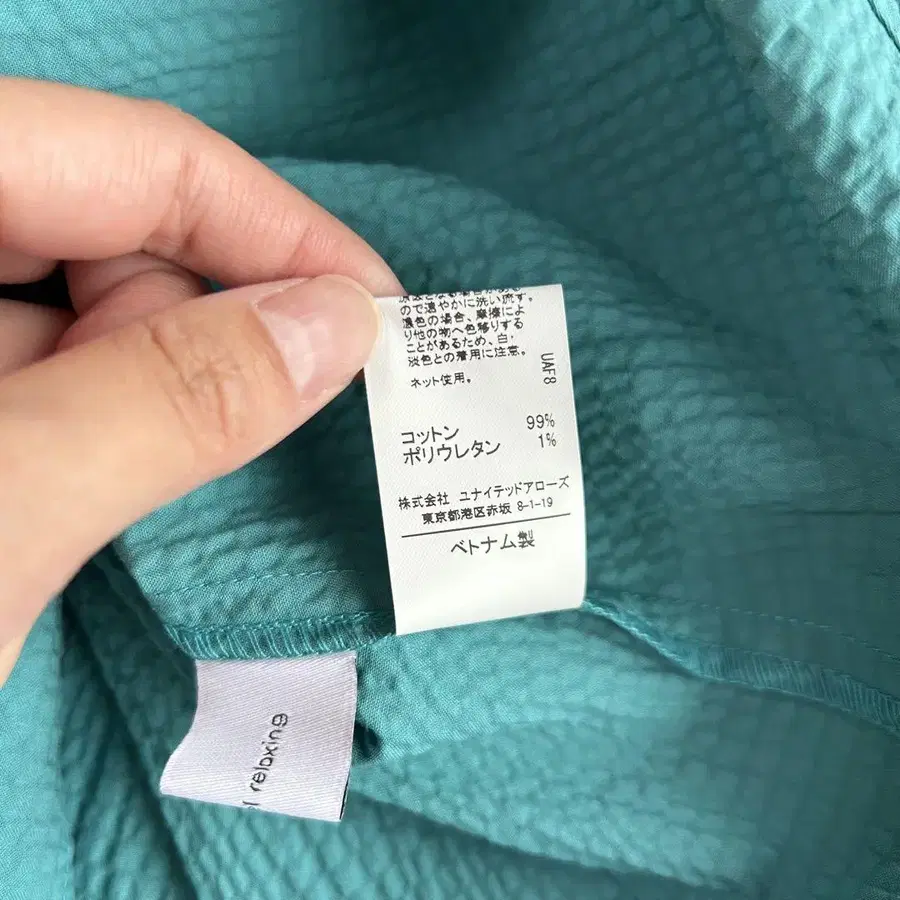 ので速やかに洗い流す。
濃色の場合、摩擦によ
り他の物へ色移りする
ことがあるため、白・
淡色との着用に注意。
ネット使用。
UAF8
コットン 99%
ポリウレタン 1%
株式会社 ユナイテッドアローズ
東京都港区赤坂 8-1-19
ベトナム製
relaxing